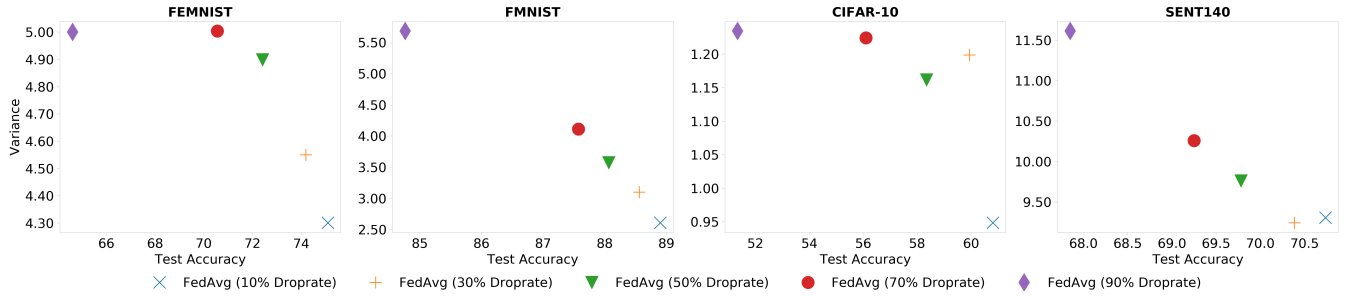 FEMNIST
FMNIST
CIFAR-10
SENT140
Variance
5.00
4.90
4.80
4.70
4.60
4.50
4.40
4.30
66 68 70 72 74
Test Accuracy
5.50
5.00
4.50
4.00
3.50
3.00
2.50
85 86 87 88 89
Test Accuracy
1.20
1.15
1.10
1.05
1.00
0.95
52 54 56 58 60
Test Accuracy
11.50
11.00
10.50
10.00
9.50
68.0 68.5 69.0 69.5 70.0 70.5
Test Accuracy
FedAvg (10% Droprate) FedAvg (30% Droprate) FedAvg (50% Droprate) FedAvg (70% Droprate) FedAvg (90% Droprate)